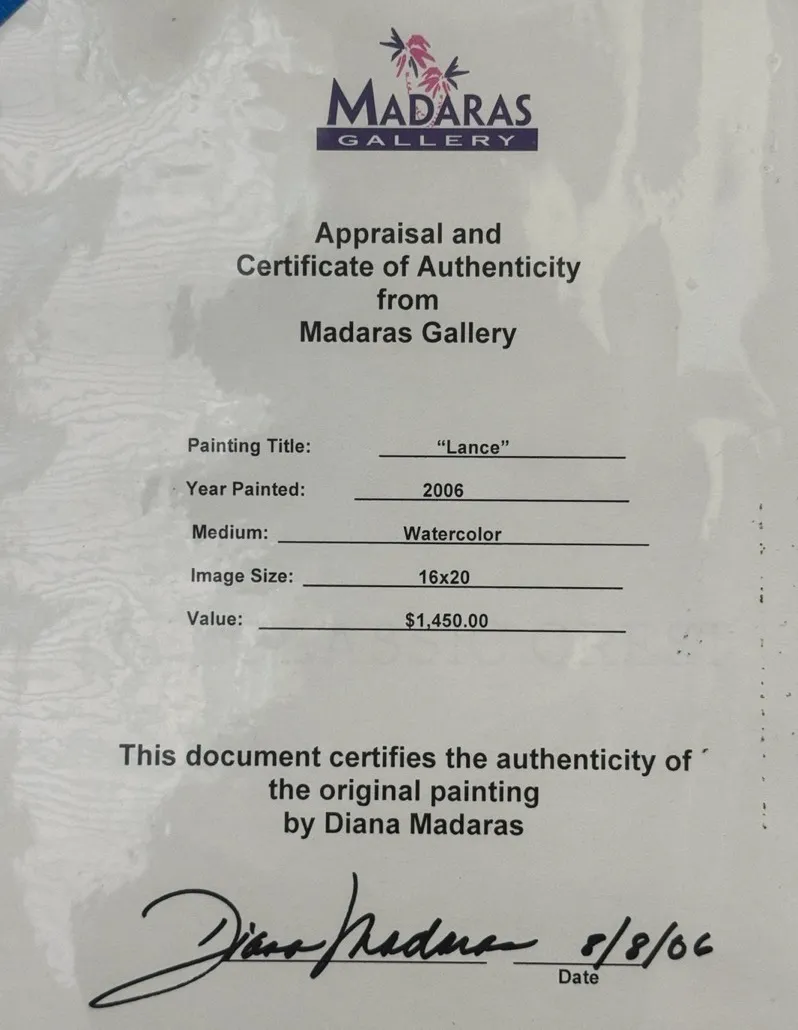 MADARAS
GALLERY
Appraisal and
Certificate of Authenticity
from
Madaras Gallery
Painting Title: “Lance”
Year Painted: 2006
Medium: Watercolor
Image Size: 16x20
Value: $1,450.00
This document certifies the authenticity of
the original painting
by Diana Madaras
Diana Madaras 8/8/06
Date